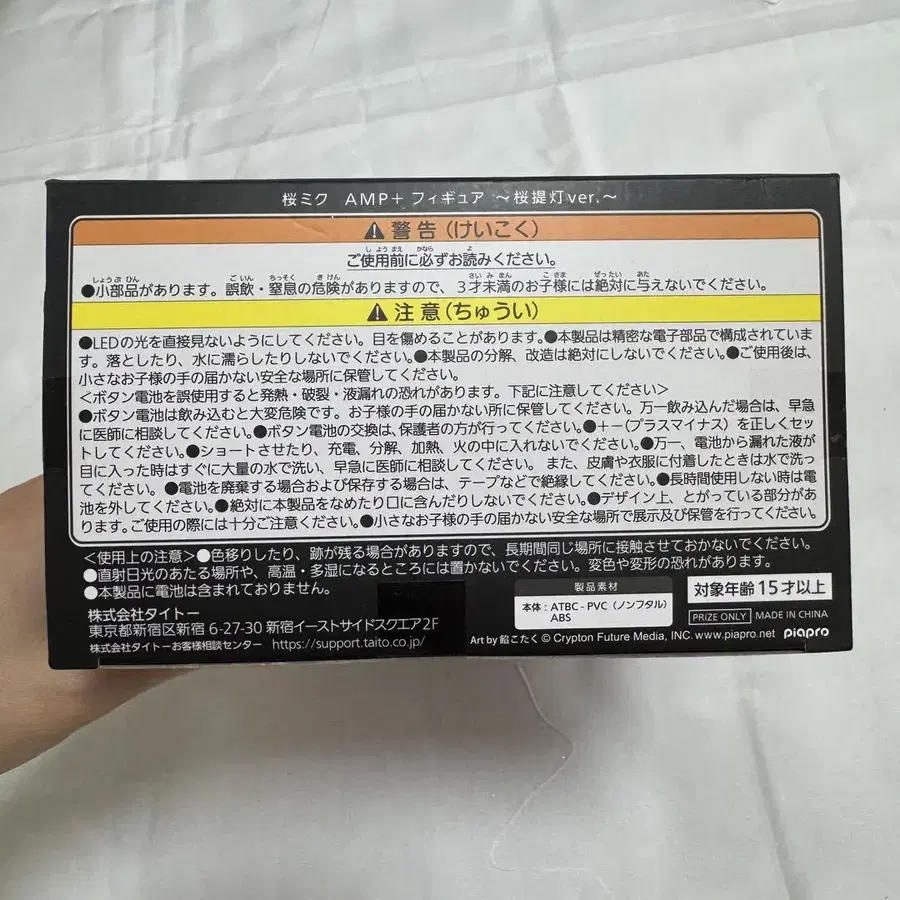 桜ミク AMP+ フィギュア ～桜提灯ver.～
⚠警告(けいこく)
しようまえ かなら よ
ご使用前に必ずお読みください。
しょうぶひん ごいん ちっそく きけん さいみまん こさま ぜったい あた
●小部品があります。誤飲・窒息の危険がありますので、3才未満のお子様には絶対に与えないでください。
⚠注意(ちゅうい)
●LEDの光を直接見ないようにしてください。目を傷めることがあります。●本製品は精密な電子部品で構成されていま
す。落としたり、水に濡らしたりしないでください。●本製品の分解、改造は絶対にしないでください。●ご使用後は、
小さなお子様の手の届かない安全な場所に保管してください。
＜ボタン電池を誤使用すると発熱・破裂・液漏れの恐れがあります。下記に注意してください＞
●ボタン電池は飲み込むと大変危険です。お子様の手の届かない所に保管してください。万一飲み込んだ場合は、早急
に医師に相談してください。●ボタン電池の交換は、保護者の方が行ってください。●＋－(プラスマイナス)を正しくセッ
トしてください。●ショートさせたり、充電、分解、加熱、火の中に入れないでください。●万一、電池から漏れた液が
目に入った時はすぐに大量の水で洗い、早急に医師に相談してください。また、皮膚や衣服に付着したときは水で洗っ
てください。●電池を廃棄する場合および保存する場合は、テープなどで絶縁してください。●長時間使用しない時は電
池を外してください。●絶対に本製品をなめたり口に含んだりしないでください。●デザイン上、とがっている部分があ
ります。ご使用の際には十分ご注意ください。●小さなお子様の手の届かない安全な場所で展示及び保管を行ってください。
＜使用上の注意＞●色移りしたり、跡が残る場合がありますので、長期間同じ場所に接触させておかないでください。
●直射日光のあたる場所や、高温・多湿になるところには置かないでください。変色や変形の恐れがあります。
●本製品に電池は含まれておりません。
製品素材
本体：ATBC-PVC（ノンフタル）
ABS
対象年齢15才以上
株式会社タイトー
東京都新宿区新宿 6-27-30 新宿イーストサイドスクエア2F
株式会社タイトーお客様相談センター https://support.taito.co.jp/
PRIZE ONLY MADE IN CHINA
Art by 餡こたく © Crypton Future Media, INC. www.piapro.net piapro